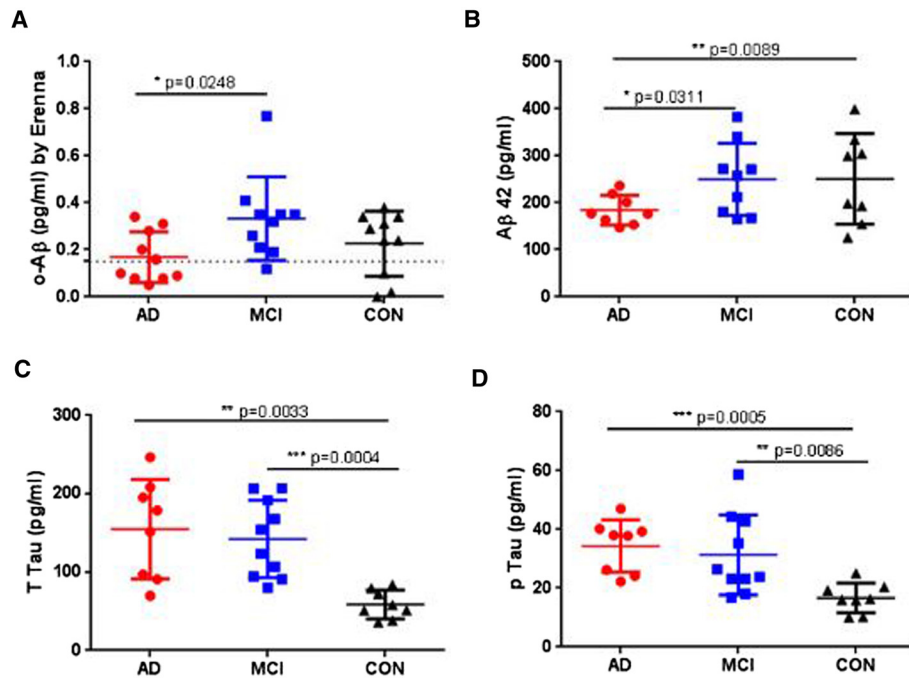 A
o-Aβ (pg/ml) by Erenna
1.0
0.8
0.6
0.4
0.2
0.0
* p=0.0248
AD
MCI
CON
B
Aβ 42 (pg/ml)
500
400
300
200
100
0
** p=0.0089
* p=0.0311
AD
MCI
CON
C
T Tau (pg/ml)
300
200
100
0
** p=0.0033
*** p=0.0004
AD
MCI
CON
D
p Tau (pg/ml)
80
60
40
20
0
*** p=0.0005
** p=0.0086
AD
MCI
CON